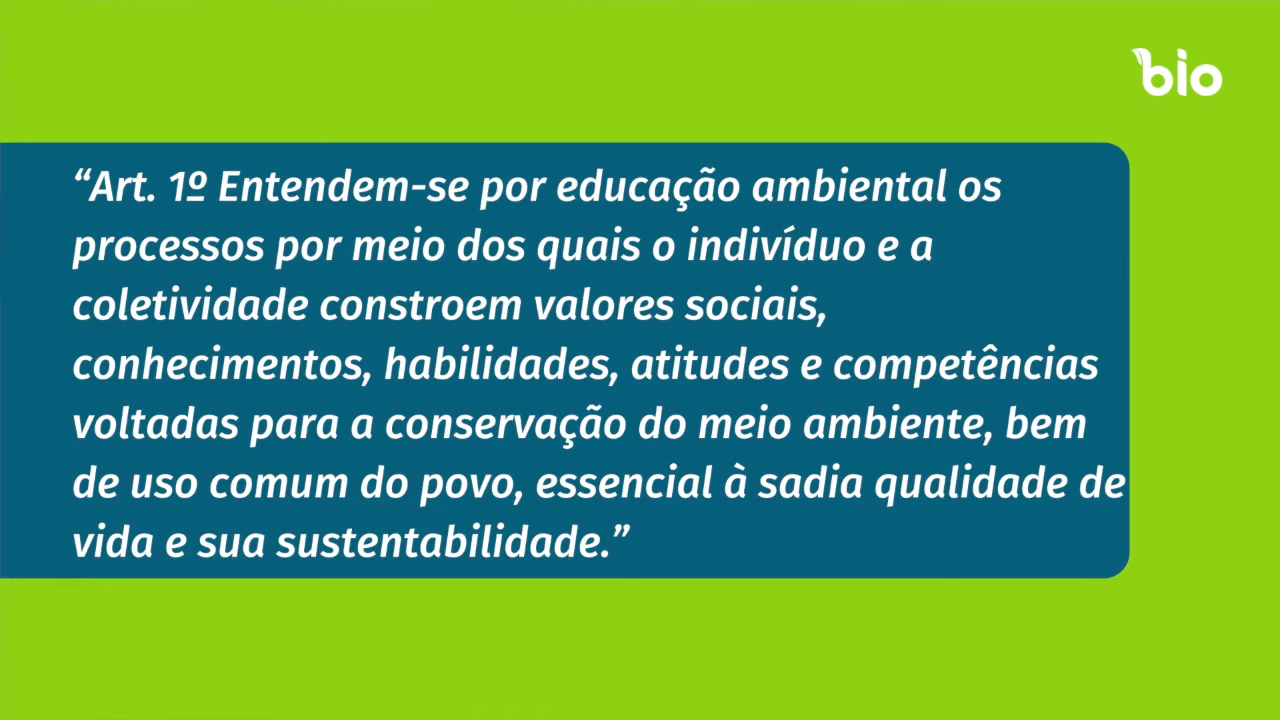 bio
“Art. 1º Entendem-se por educação ambiental os
processos por meio dos quais o indivíduo e a
coletividade constroem valores sociais,
conhecimentos, habilidades, atitudes e competências
voltadas para a conservação do meio ambiente, bem
de uso comum do povo, essencial à sadia qualidade de
vida e sua sustentabilidade.”